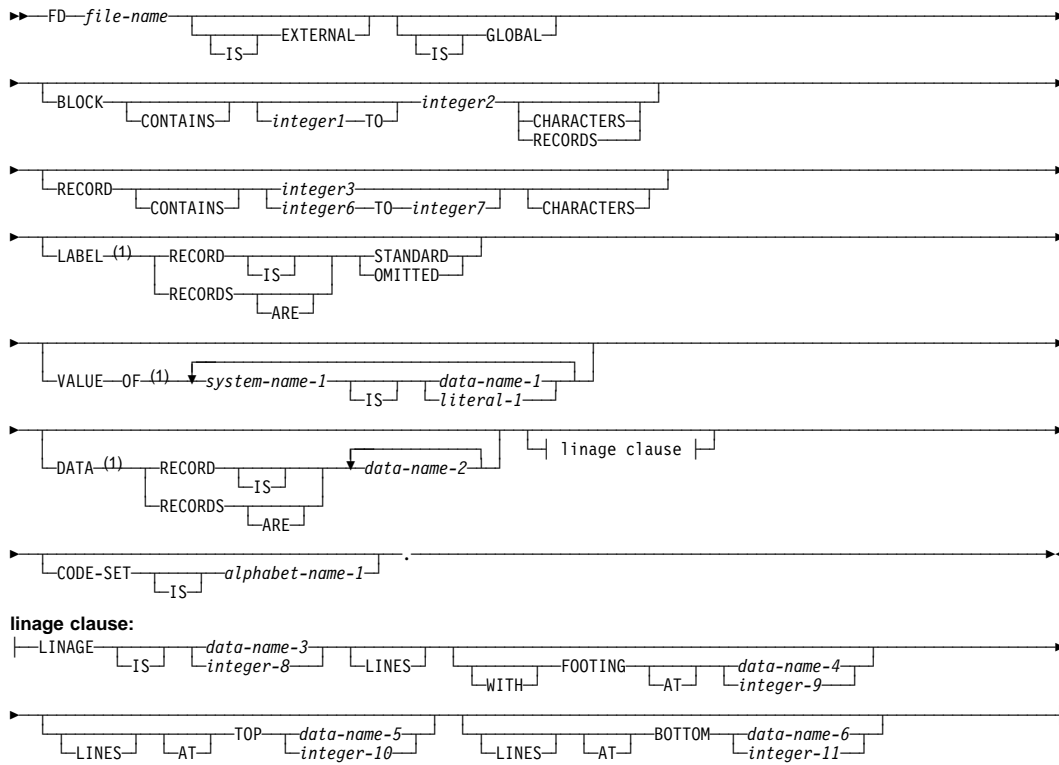 FD file-name EXTERNAL GLOBAL
IS IS
BLOCK integer2
CONTAINS integer1 TO CHARACTERS
RECORDS
RECORD integer3
CONTAINS integer6 TO integer7 CHARACTERS
LABEL (1) RECORD STANDARD
IS OMITTED
RECORDS
ARE
VALUE OF (1) system-name-1 data-name-1
IS literal-1
linage clause
DATA (1) RECORD data-name-2
IS
RECORDS
ARE
.
CODE-SET alphabet-name-1
IS
linage clause:
LINAGE data-name-3
IS integer-8 LINES FOOTING data-name-4
WITH AT integer-9
TOP data-name-5 BOTTOM data-name-6
LINES AT integer-10 LINES AT integer-11